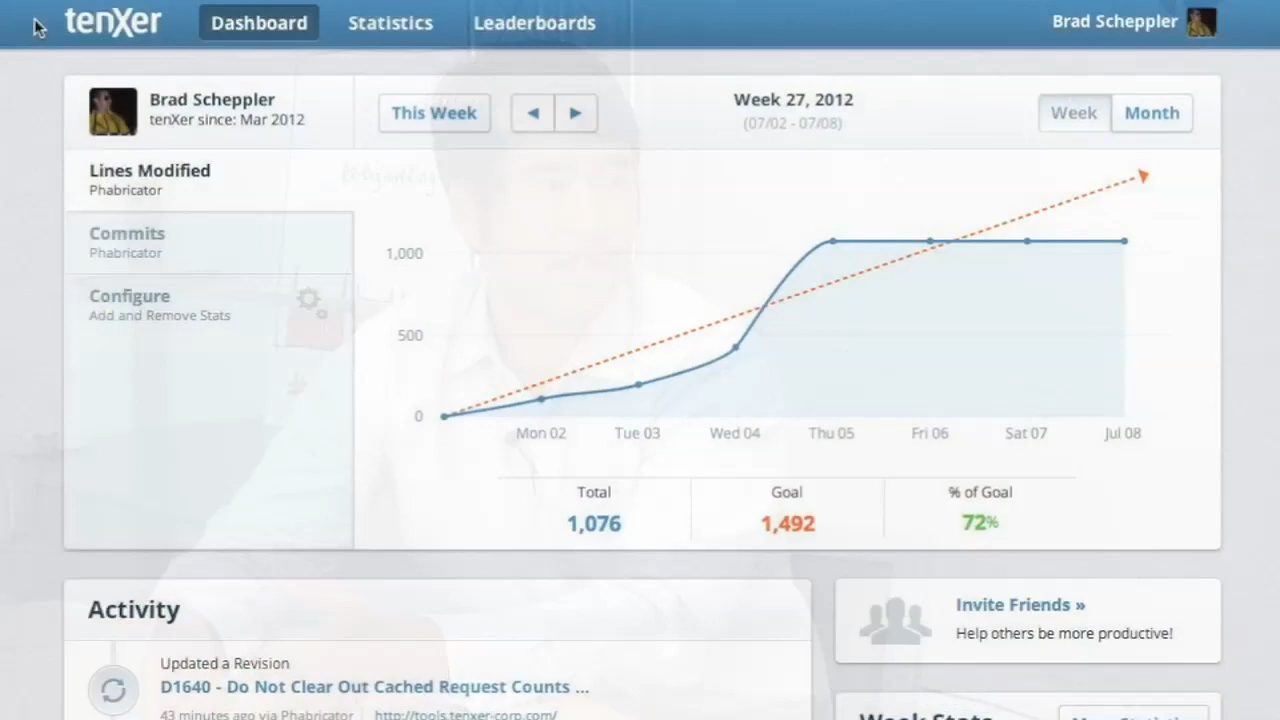 tenXer
Dashboard
Statistics
Leaderboards
Brad Scheppler
Brad Scheppler
tenXer since: Mar 2012
This Week
Week 27, 2012
(07/02 - 07/08)
Week
Month
Lines Modified
Phabricator
Commits
Phabricator
Configure
Add and Remove Stats
1,000
500
0
Mon 02
Tue 03
Wed 04
Thu 05
Fri 06
Sat 07
Jul 08
Total
1,076
Goal
1,492
% of Goal
72%
Activity
Updated a Revision
D1640 - Do Not Clear Out Cached Request Counts ...
43 minutes ago via Phabricator
http://tools.tenxer-corp.com/
Invite Friends »
Help others be more productive!
Week Stats